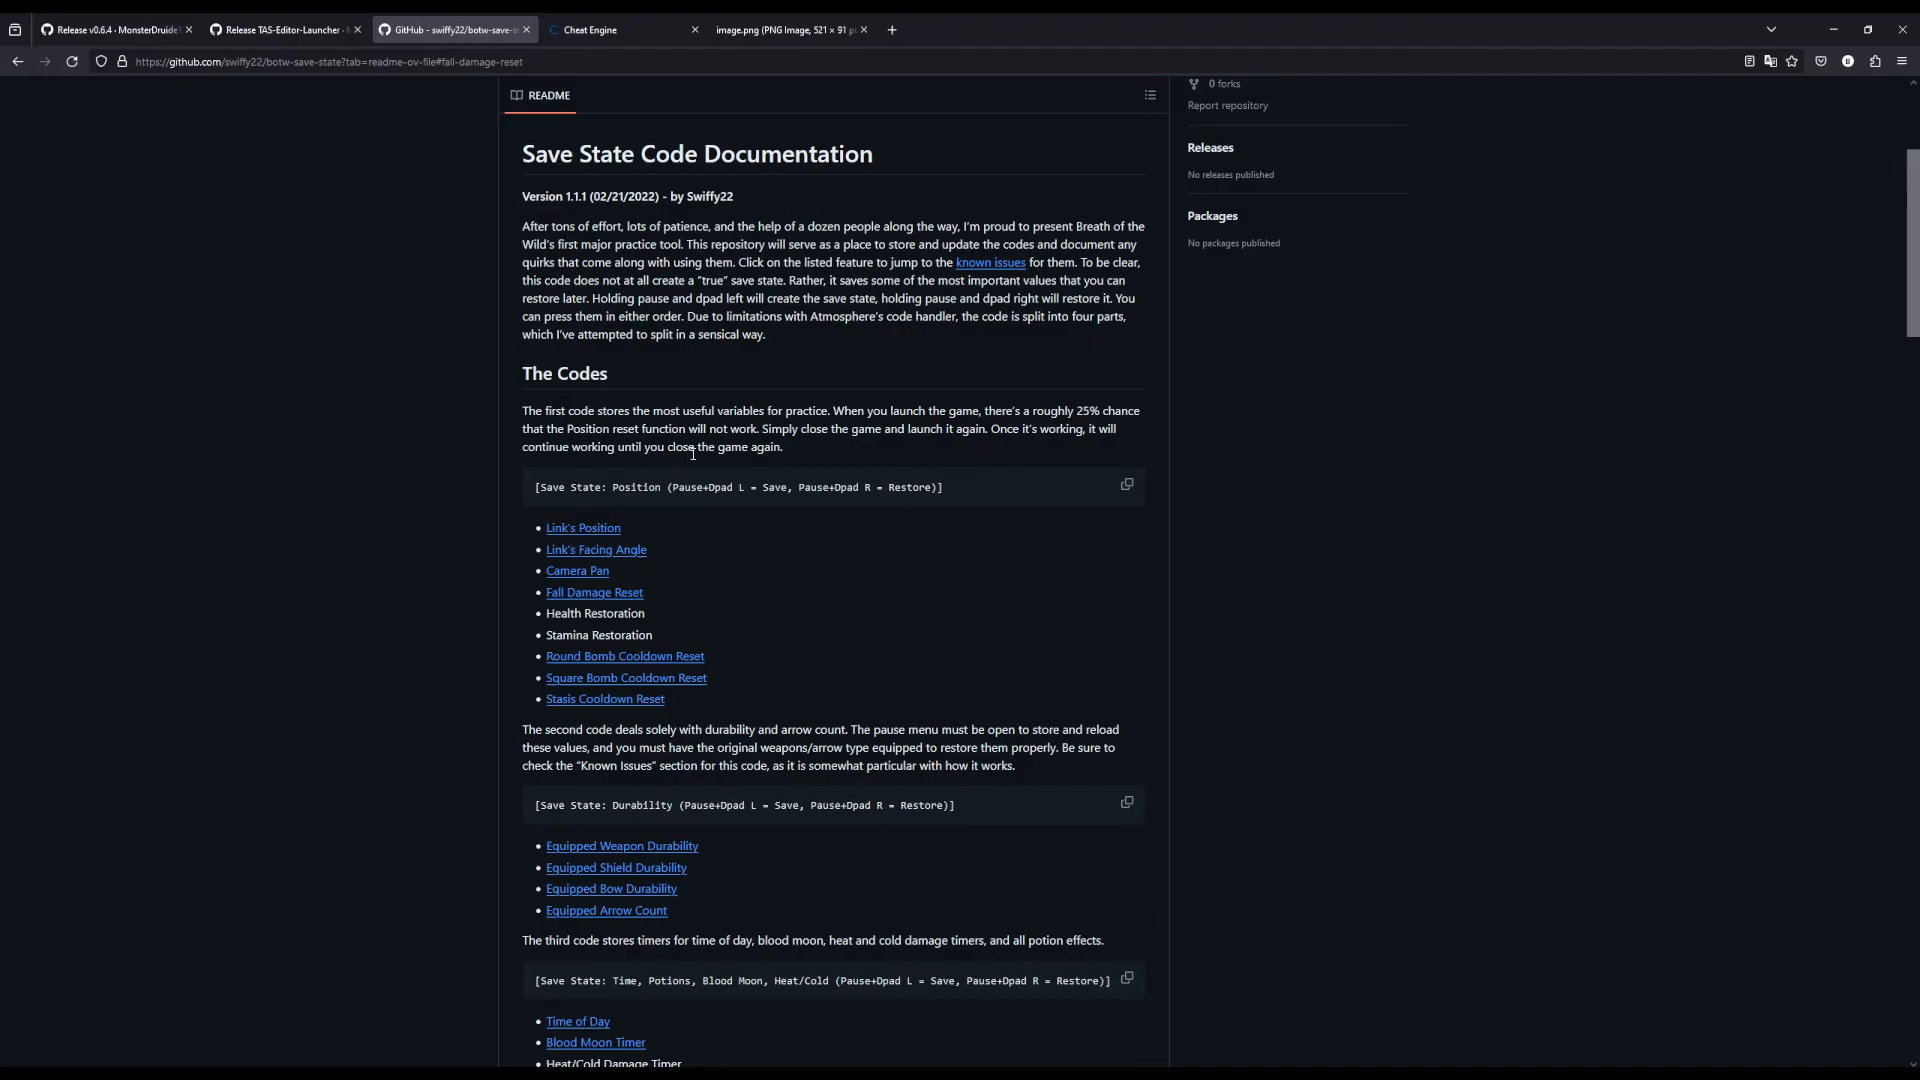 Release v0.6.4 · MonsterDruide
Release TAS-Editor-Launcher ·
GitHub - swiffy22/botw-save-s
Cheat Engine
image.png (PNG Image, 521 × 91 pi
https://github.com/swiffy22/botw-save-state?tab=readme-ov-file#fall-damage-reset
README
0 forks
Report repository
Releases
No releases published
Packages
No packages published
Save State Code Documentation
Version 1.1.1 (02/21/2022) - by Swiffy22
After tons of effort, lots of patience, and the help of a dozen people along the way, I'm proud to present Breath of the
Wild's first major practice tool. This repository will serve as a place to store and update the codes and document any
quirks that come along with using them. Click on the listed feature to jump to the known issues for them. To be clear,
this code does not at all create a "true" save state. Rather, it saves some of the most important values that you can
restore later. Holding pause and dpad left will create the save state, holding pause and dpad right will restore it. You
can press them in either order. Due to limitations with Atmosphere's code handler, the code is split into four parts,
which I've attempted to split in a sensical way.
The Codes
The first code stores the most useful variables for practice. When you launch the game, there's a roughly 25% chance
that the Position reset function will not work. Simply close the game and launch it again. Once it's working, it will
continue working until you close the game again.
[Save State: Position (Pause+Dpad L = Save, Pause+Dpad R = Restore)]
• Link's Position
• Link's Facing Angle
• Camera Pan
• Fall Damage Reset
• Health Restoration
• Stamina Restoration
• Round Bomb Cooldown Reset
• Square Bomb Cooldown Reset
• Stasis Cooldown Reset
The second code deals solely with durability and arrow count. The pause menu must be open to store and reload
these values, and you must have the original weapons/arrow type equipped to restore them properly. Be sure to
check the "Known Issues" section for this code, as it is somewhat particular with how it works.
[Save State: Durability (Pause+Dpad L = Save, Pause+Dpad R = Restore)]
• Equipped Weapon Durability
• Equipped Shield Durability
• Equipped Bow Durability
• Equipped Arrow Count
The third code stores timers for time of day, blood moon, heat and cold damage timers, and all potion effects.
[Save State: Time, Potions, Blood Moon, Heat/Cold (Pause+Dpad L = Save, Pause+Dpad R = Restore)]
• Time of Day
• Blood Moon Timer
• Heat/Cold Damage Timer